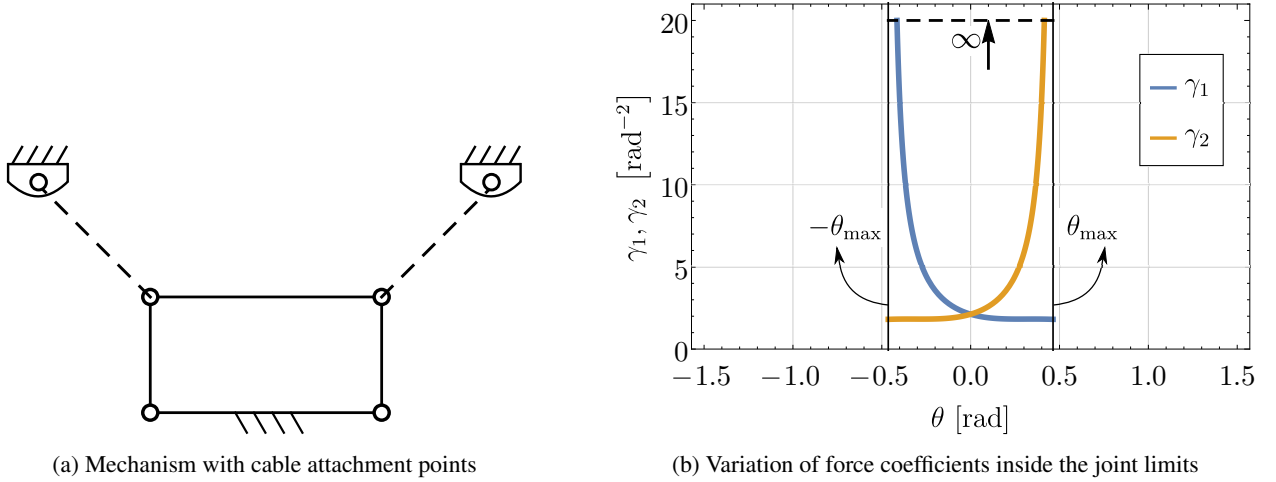 20
15
10
5
0
γ₁, γ₂ [rad⁻²]
∞
γ₁
γ₂
−θmax
θmax
−1.5 −1.0 −0.5 0.0 0.5 1.0 1.5
θ [rad]
(a) Mechanism with cable attachment points
(b) Variation of force coefficients inside the joint limits